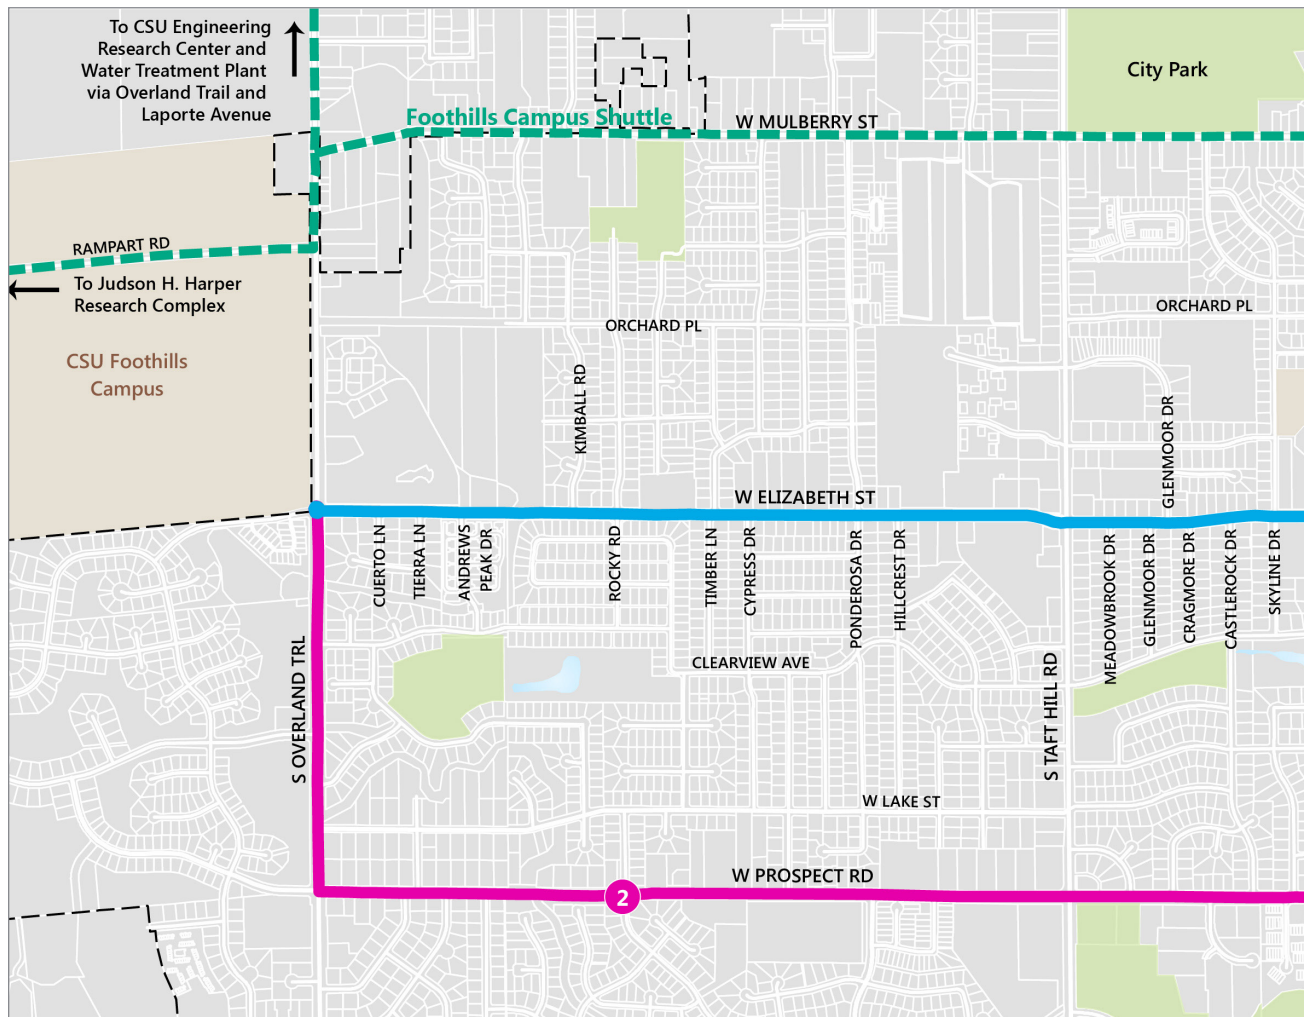 To CSU Engineering
Research Center and
Water Treatment Plant
via Overland Trail and
Laporte Avenue
City Park
Foothills Campus Shuttle
W MULBERRY ST
RAMPART RD
To Judson H. Harper
Research Complex
ORCHARD PL
ORCHARD PL
CSU Foothills
Campus
KIMBALL RD
GLENMOOR DR
W ELIZABETH ST
CUERTO LN
TIERRA LN
ANDREWS
PEAK DR
ROCKY RD
TIMBER LN
CYPRESS DR
PONDEROSA DR
HILLCREST DR
MEADOWBROOK DR
GLENMOOR DR
CRAGMORE DR
CASTLEROCK DR
SKYLINE DR
CLEARVIEW AVE
S OVERLAND TRL
S TAFT HILL RD
W LAKE ST
W PROSPECT RD
2